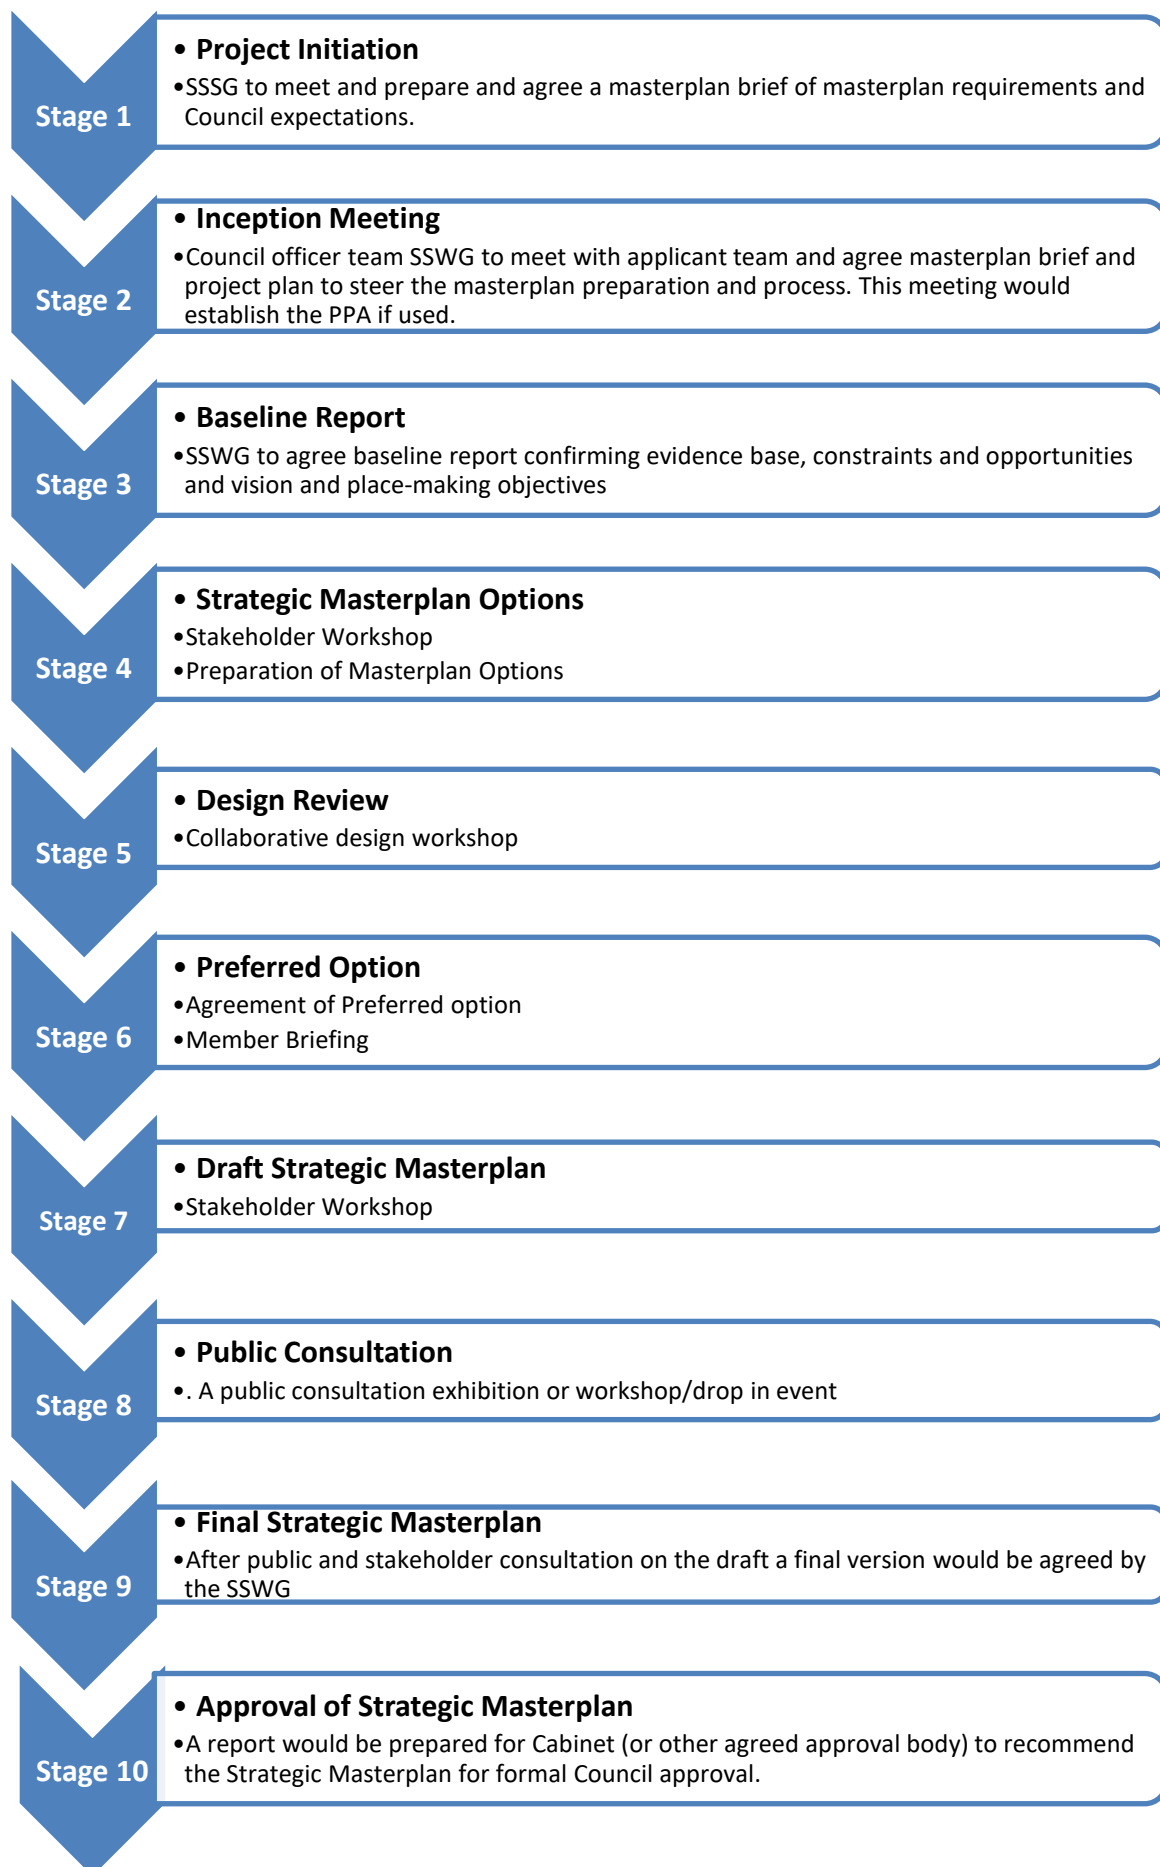 Stage 1
• Project Initiation
•SSSG to meet and prepare and agree a masterplan brief of masterplan requirements and
Council expectations.
Stage 2
• Inception Meeting
•Council officer team SSWG to meet with applicant team and agree masterplan brief and
project plan to steer the masterplan preparation and process. This meeting would
establish the PPA if used.
Stage 3
• Baseline Report
•SSWG to agree baseline report confirming evidence base, constraints and opportunities
and vision and place-making objectives
Stage 4
• Strategic Masterplan Options
•Stakeholder Workshop
•Preparation of Masterplan Options
Stage 5
• Design Review
•Collaborative design workshop
Stage 6
• Preferred Option
•Agreement of Preferred option
•Member Briefing
Stage 7
• Draft Strategic Masterplan
•Stakeholder Workshop
Stage 8
• Public Consultation
•. A public consultation exhibition or workshop/drop in event
Stage 9
• Final Strategic Masterplan
•After public and stakeholder consultation on the draft a final version would be agreed by
the SSWG
Stage 10
• Approval of Strategic Masterplan
•A report would be prepared for Cabinet (or other agreed approval body) to recommend
the Strategic Masterplan for formal Council approval.